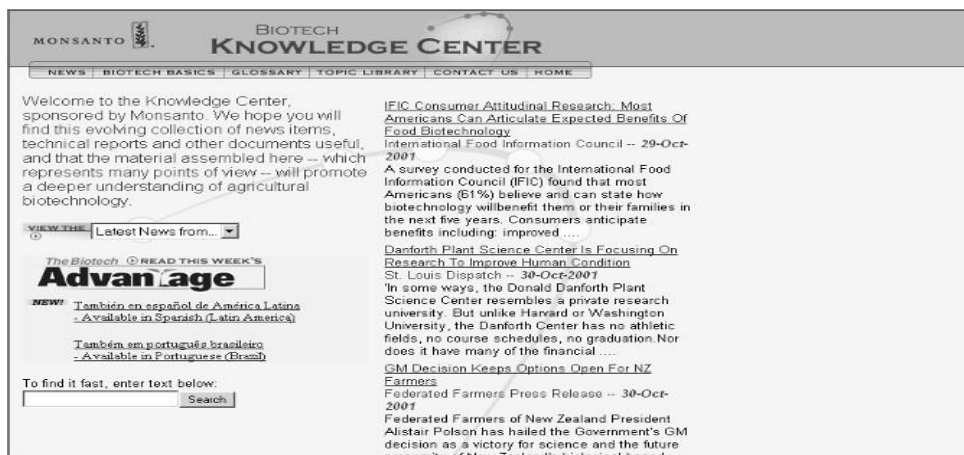 MONSANTO
BIOTECH
KNOWLEDGE CENTER
NEWS BIOTECH BASICS GLOSSARY TOPIC LIBRARY CONTACT US HOME
Welcome to the Knowledge Center,
sponsored by Monsanto. We hope you will
find this evolving collection of news items,
technical reports and other documents useful,
and that the material assembled here -- which
represents many points of view -- will promote
a deeper understanding of agricultural
biotechnology.
VIEW THE Latest News from...
The Biotech READ THIS WEEK'S
Advantage
NEW! También en español de América Latina
- Available in Spanish (Latin America)
Também em português brasileiro
- Available in Portuguese (Brazil)
To find it fast, enter text below:
Search
IFIC Consumer Attitudinal Research: Most
Americans Can Articulate Expected Benefits Of
Food Biotechnology
International Food Information Council -- 29-Oct-
2001
A survey conducted for the International Food
Information Council (IFIC) found that most
Americans (61%) believe and can state how
biotechnology willbenefit them or their families in
the next five years. Consumers anticipate
benefits including: improved ....
Danforth Plant Science Center Is Focusing On
Research To Improve Human Condition
St. Louis Dispatch -- 30-Oct-2001
'In some ways, the Donald Danforth Plant
Science Center resembles a private research
university. But unlike Harvard or Washington
University, the Danforth Center has no athletic
fields, no course schedules, no graduation.Nor
does it have many of the financial ....
GM Decision Keeps Options Open For NZ
Farmers
Federated Farmers Press Release -- 30-Oct-
2001
Federated Farmers of New Zealand President
Alistair Polson has hailed the Government's GM
decision as a victory for science and the future